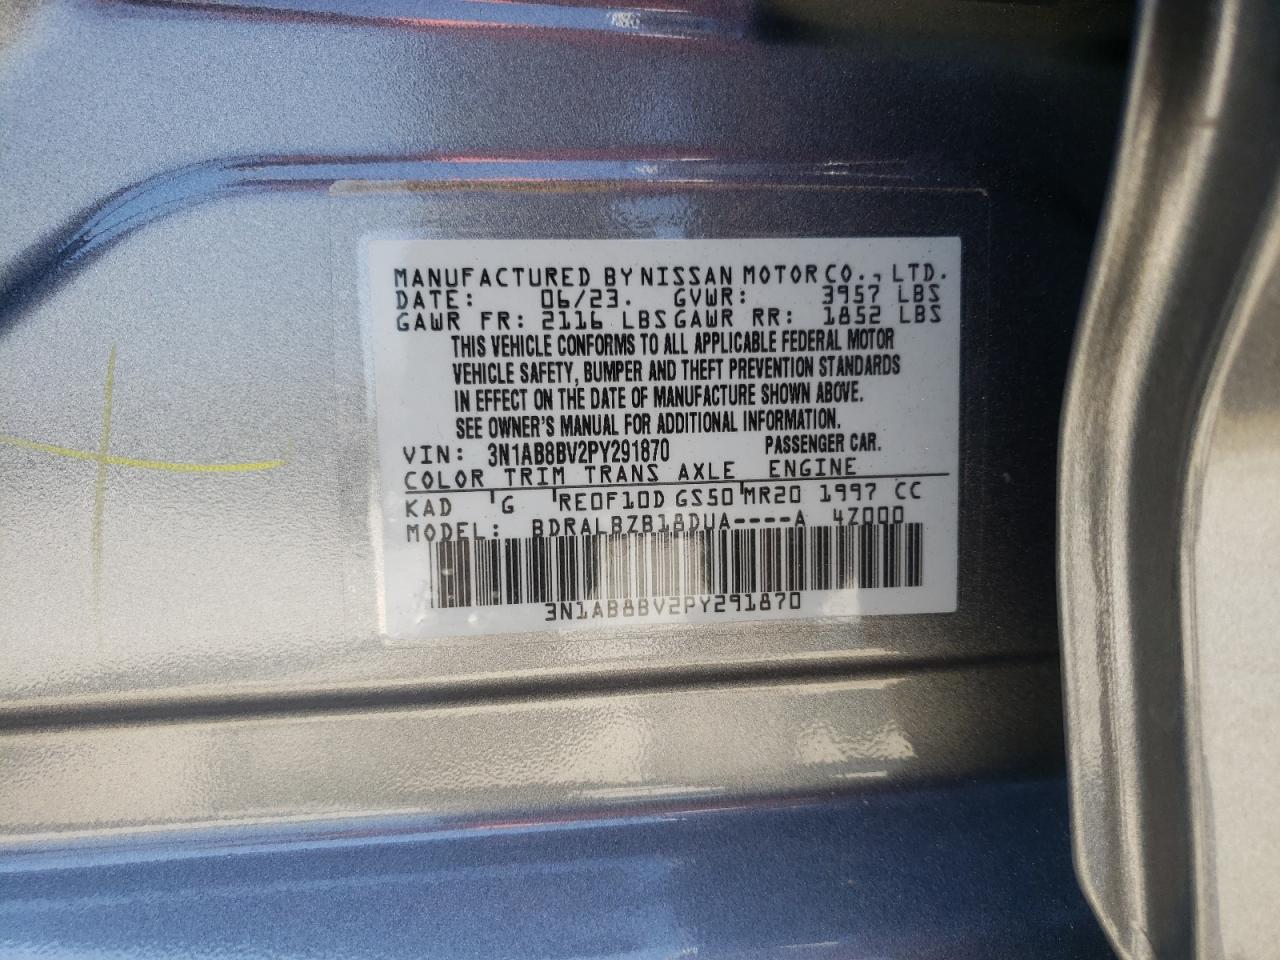 MANUFACTURED BY NISSAN MOTOR CO., LTD.
DATE: 06/23. GVWR: 3957 LBS
GAWR FR: 2116 LBS GAWR RR: 1852 LBS
THIS VEHICLE CONFORMS TO ALL APPLICABLE FEDERAL MOTOR
VEHICLE SAFETY, BUMPER AND THEFT PREVENTION STANDARDS
IN EFFECT ON THE DATE OF MANUFACTURE SHOWN ABOVE.
SEE OWNER'S MANUAL FOR ADDITIONAL INFORMATION.
VIN: 3N1AB8BV2PY291870 PASSENGER CAR.
COLOR TRIM TRANS AXLE ENGINE
KAD G RE0F10D GS50 MR20 1997 CC
MODEL: BDRALBZB18DUA----A 4Z000
3N1AB8BV2PY291870